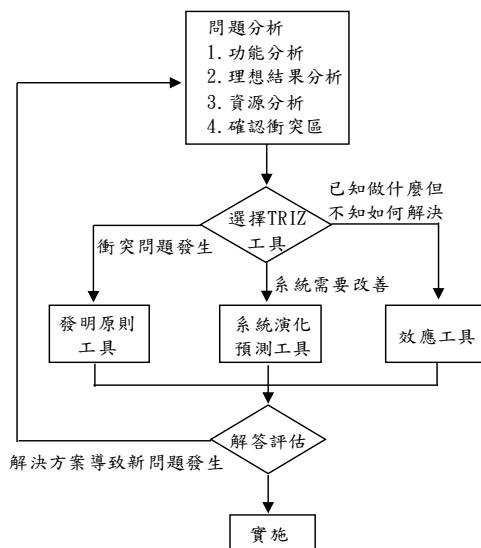 問題分析
1.功能分析
2.理想結果分析
3.資源分析
4.確認衝突區
已知做什麼但
不知如何解決
選擇TRIZ
工具
衝突問題發生
系統需要改善
發明原則
工具
系統演化
預測工具
效應工具
解答評估
解決方案導致新問題發生
實施